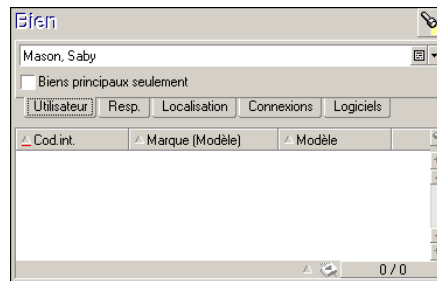 Bien
Mason, Saby
Biens principaux seulement
Utilisateur Resp. Localisation Connexions Logiciels
Cod.int. Marque (Modèle) Modèle
0 / 0